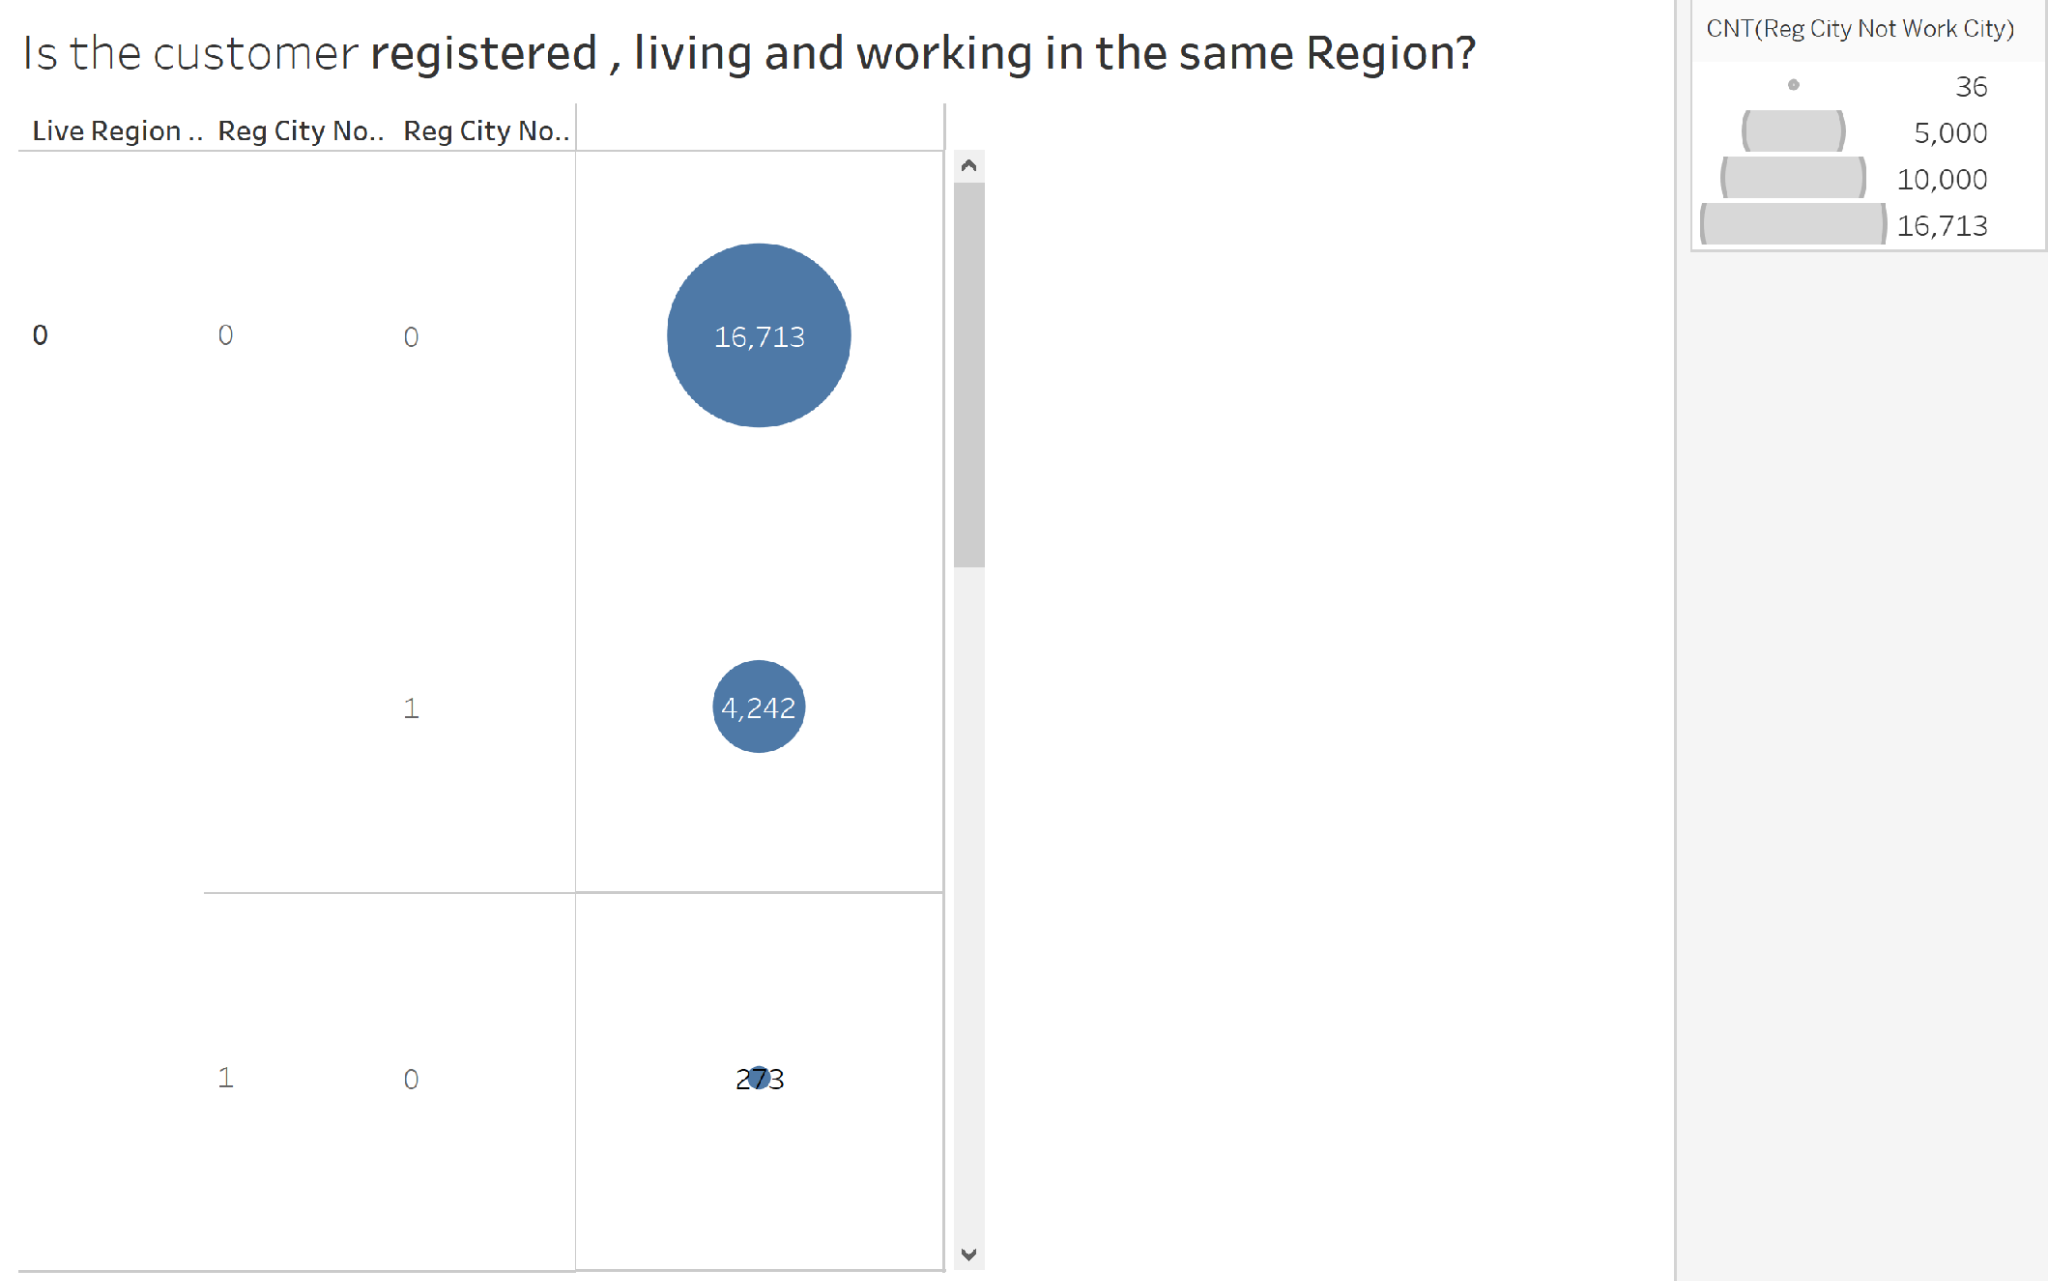 Is the customer registered , living and working in the same Region?
Live Region .. Reg City No.. Reg City No..
0 0 0 16,713
1 4,242
1 0 273
CNT(Reg City Not Work City)
36
5,000
10,000
16,713